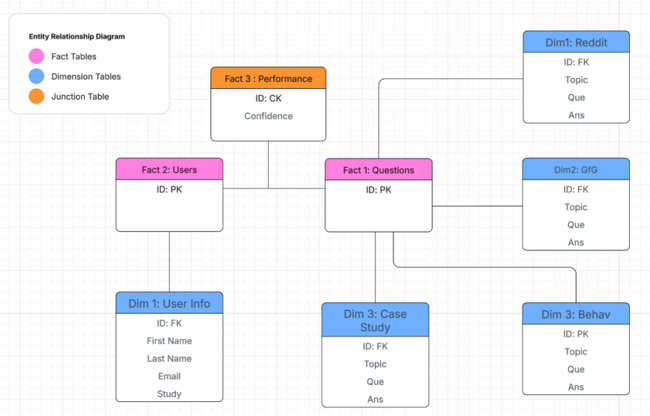 Entity Relationship Diagram
Fact Tables
Dimension Tables
Junction Table
Fact 3 : Performance
ID: CK
Confidence
Dim1: Reddit
ID: FK
Topic
Que
Ans
Fact 2: Users
ID: PK
Fact 1: Questions
ID: PK
Dim2: GfG
ID: FK
Topic
Que
Ans
Dim 1: User Info
ID: FK
First Name
Last Name
Email
Study
Dim 3: Case
Study
ID: FK
Topic
Que
Ans
Dim 3: Behav
ID: PK
Topic
Que
Ans